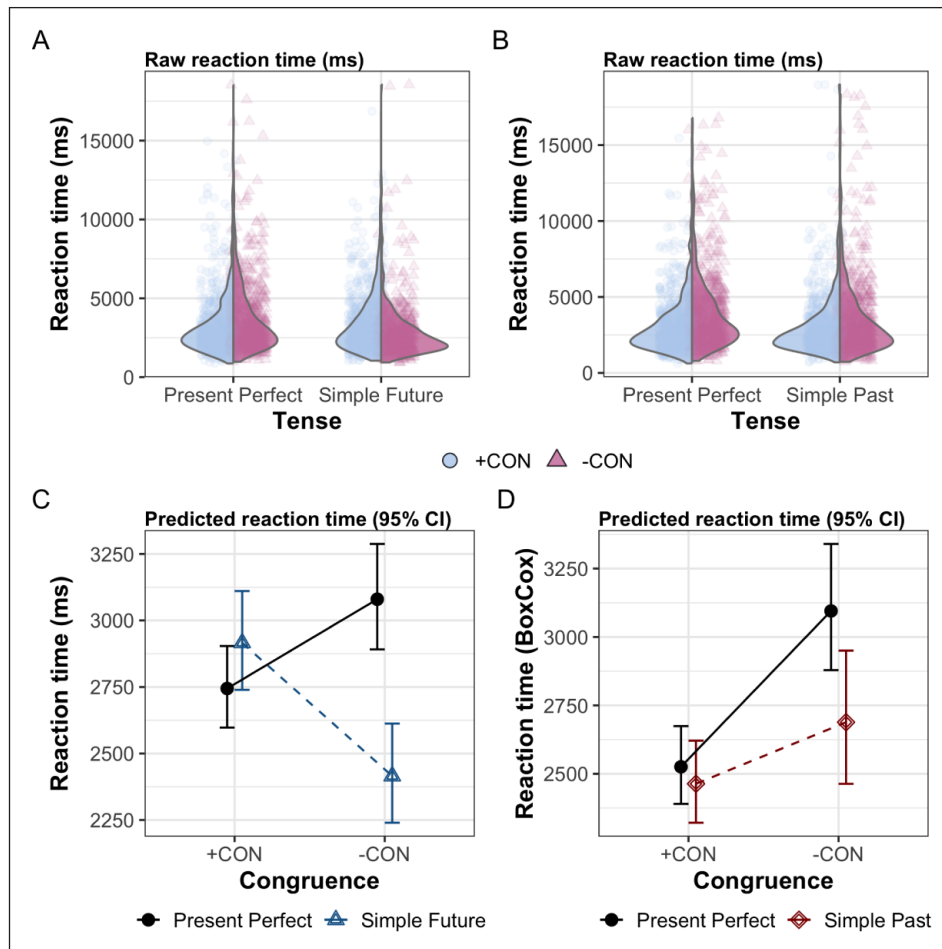 A
B
Raw reaction time (ms)
Raw reaction time (ms)
Reaction time (ms)
15000
10000
5000
0
Present Perfect
Simple Future
Tense
Reaction time (ms)
15000
10000
5000
0
Present Perfect
Simple Past
Tense
+CON -CON
C
D
Predicted reaction time (95% CI)
Predicted reaction time (95% CI)
Reaction time (ms)
3250
3000
2750
2500
2250
+CON
-CON
Congruence
Reaction time (BoxCox)
3250
3000
2750
2500
+CON
-CON
Congruence
Present Perfect Simple Future
Present Perfect Simple Past